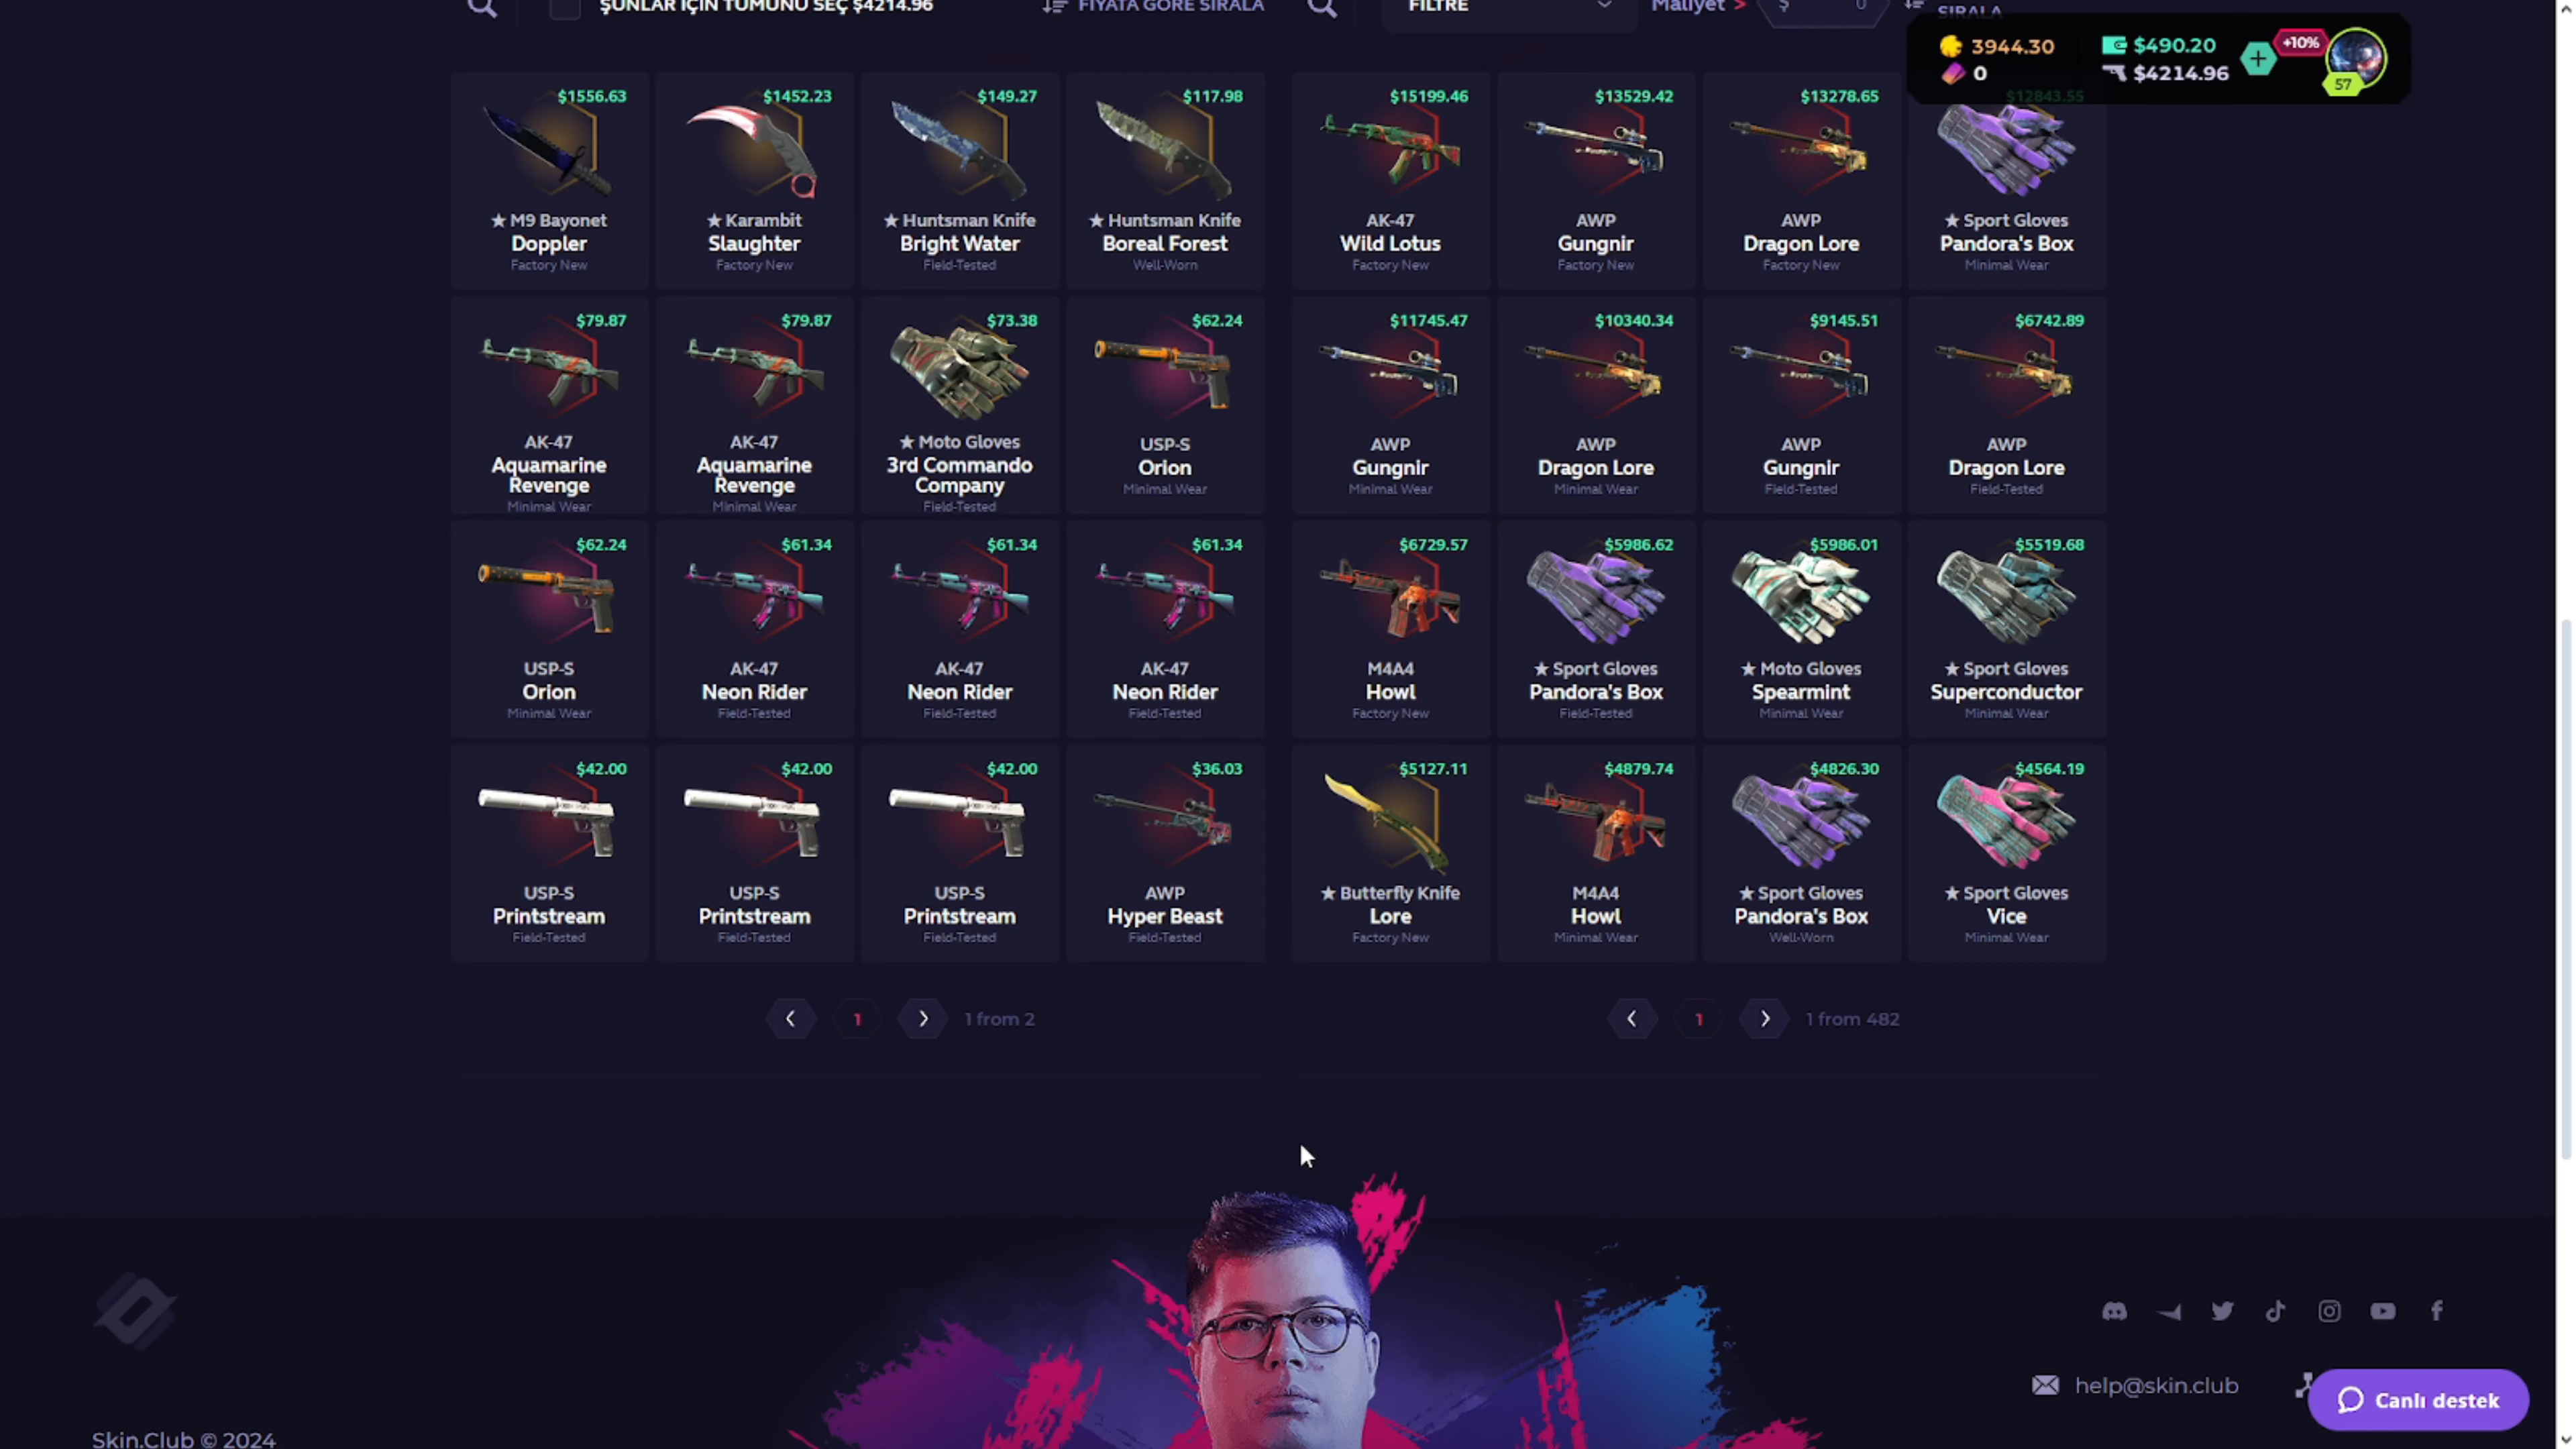 ŞUNLAR İÇİN TÜMÜNÜ SEÇ $4214.96
FİYATA GÖRE SIRALA
FİLTRE
Maliyet > $ 0
SIRALA
3944.30
$490.20
+10%
0
$4214.96
57
$1556.63
★ M9 Bayonet
Doppler
Factory New
$1452.23
★ Karambit
Slaughter
Factory New
$149.27
★ Huntsman Knife
Bright Water
Field-Tested
$117.98
★ Huntsman Knife
Boreal Forest
Well-Worn
$15199.46
AK-47
Wild Lotus
Factory New
$13529.42
AWP
Gungnir
Factory New
$13278.65
AWP
Dragon Lore
Factory New
$12843.55
★ Sport Gloves
Pandora's Box
Minimal Wear
$79.87
AK-47
Aquamarine
Revenge
Minimal Wear
$79.87
AK-47
Aquamarine
Revenge
Minimal Wear
$73.38
★ Moto Gloves
3rd Commando
Company
Field-Tested
$62.24
USP-S
Orion
Minimal Wear
$11745.47
AWP
Gungnir
Minimal Wear
$10340.34
AWP
Dragon Lore
Minimal Wear
$9145.51
AWP
Gungnir
Field-Tested
$6742.89
AWP
Dragon Lore
Field-Tested
$62.24
USP-S
Orion
Minimal Wear
$61.34
AK-47
Neon Rider
Field-Tested
$61.34
AK-47
Neon Rider
Field-Tested
$61.34
AK-47
Neon Rider
Field-Tested
$6729.57
M4A4
Howl
Factory New
$5986.62
★ Sport Gloves
Pandora's Box
Field-Tested
$5986.01
★ Moto Gloves
Spearmint
Minimal Wear
$5519.68
★ Sport Gloves
Superconductor
Minimal Wear
$42.00
USP-S
Printstream
Field-Tested
$42.00
USP-S
Printstream
Field-Tested
$42.00
USP-S
Printstream
Field-Tested
$36.03
AWP
Hyper Beast
Field-Tested
$5127.11
★ Butterfly Knife
Lore
Factory New
$4879.74
M4A4
Howl
Minimal Wear
$4826.30
★ Sport Gloves
Pandora's Box
Well-Worn
$4564.19
★ Sport Gloves
Vice
Minimal Wear
1
1 from 2
1
1 from 482
help@skin.club
Canlı destek
Skin.Club © 2024